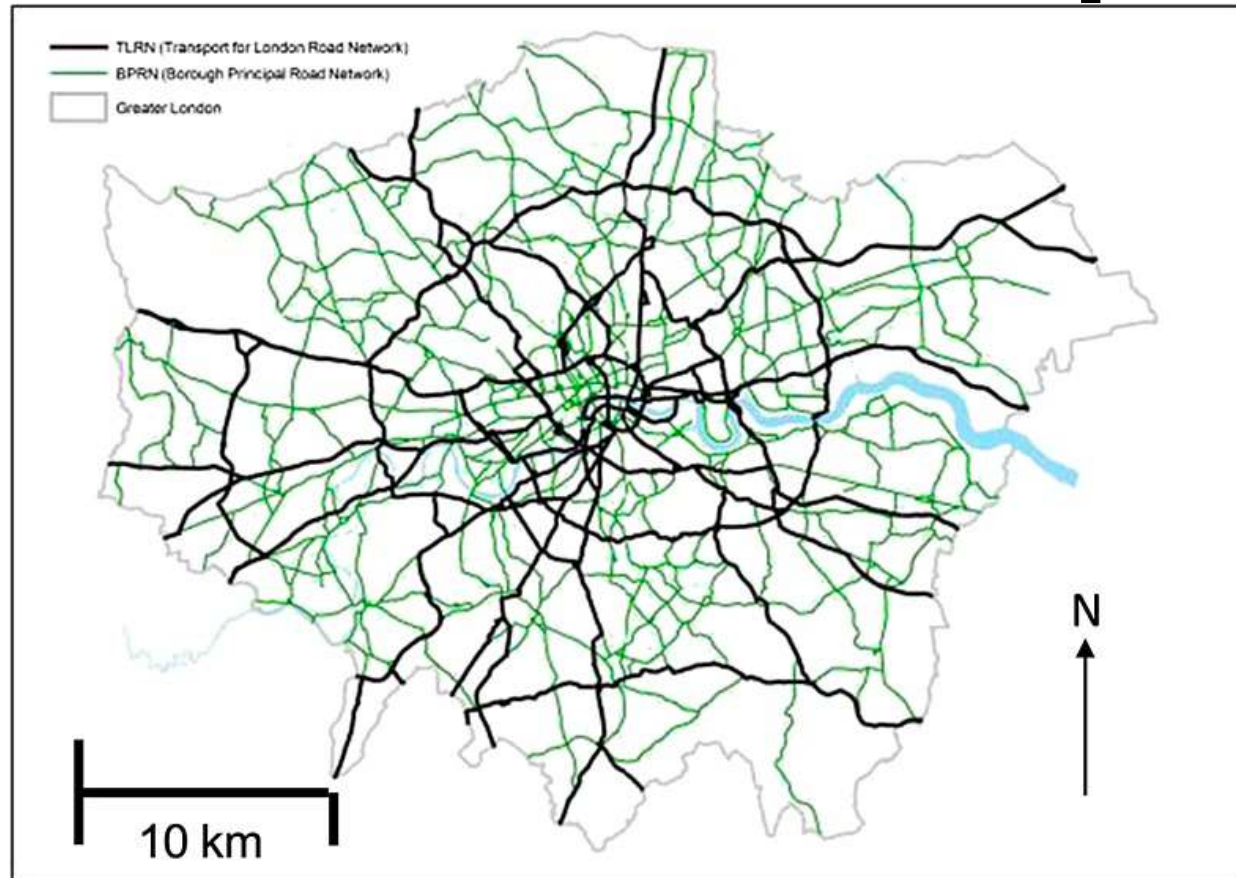 TLRN (Transport for London Road Network)
BPRN (Borough Principal Road Network)
Greater London
N
10 km